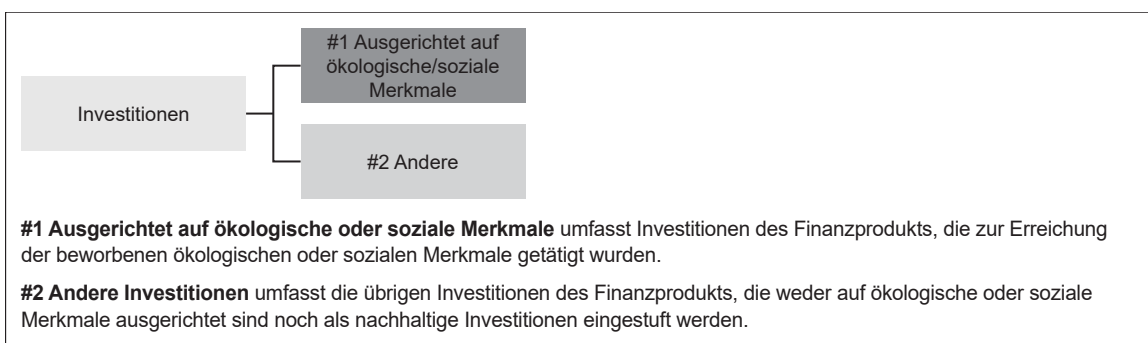 #1 Ausgerichtet auf
ökologische/soziale
Merkmale
Investitionen
#2 Andere
#1 Ausgerichtet auf ökologische oder soziale Merkmale umfasst Investitionen des Finanzprodukts, die zur Erreichung
der beworbenen ökologischen oder sozialen Merkmale getätigt wurden.
#2 Andere Investitionen umfasst die übrigen Investitionen des Finanzprodukts, die weder auf ökologische oder soziale
Merkmale ausgerichtet sind noch als nachhaltige Investitionen eingestuft werden.